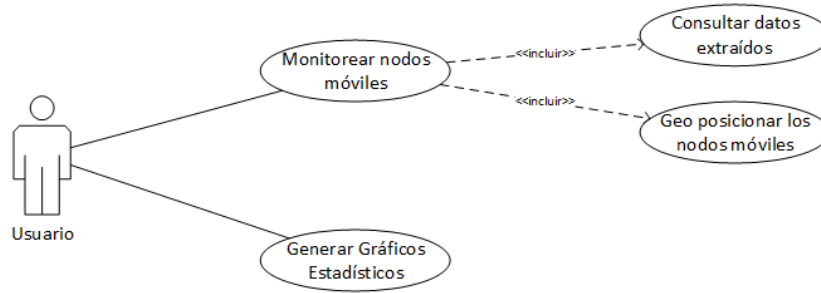 Consultar datos
extraídos
Monitorear nodos
móviles
<<incluir>>
<<incluir>>
Geo posicionar los
nodos móviles
Usuario
Generar Gráficos
Estadísticos